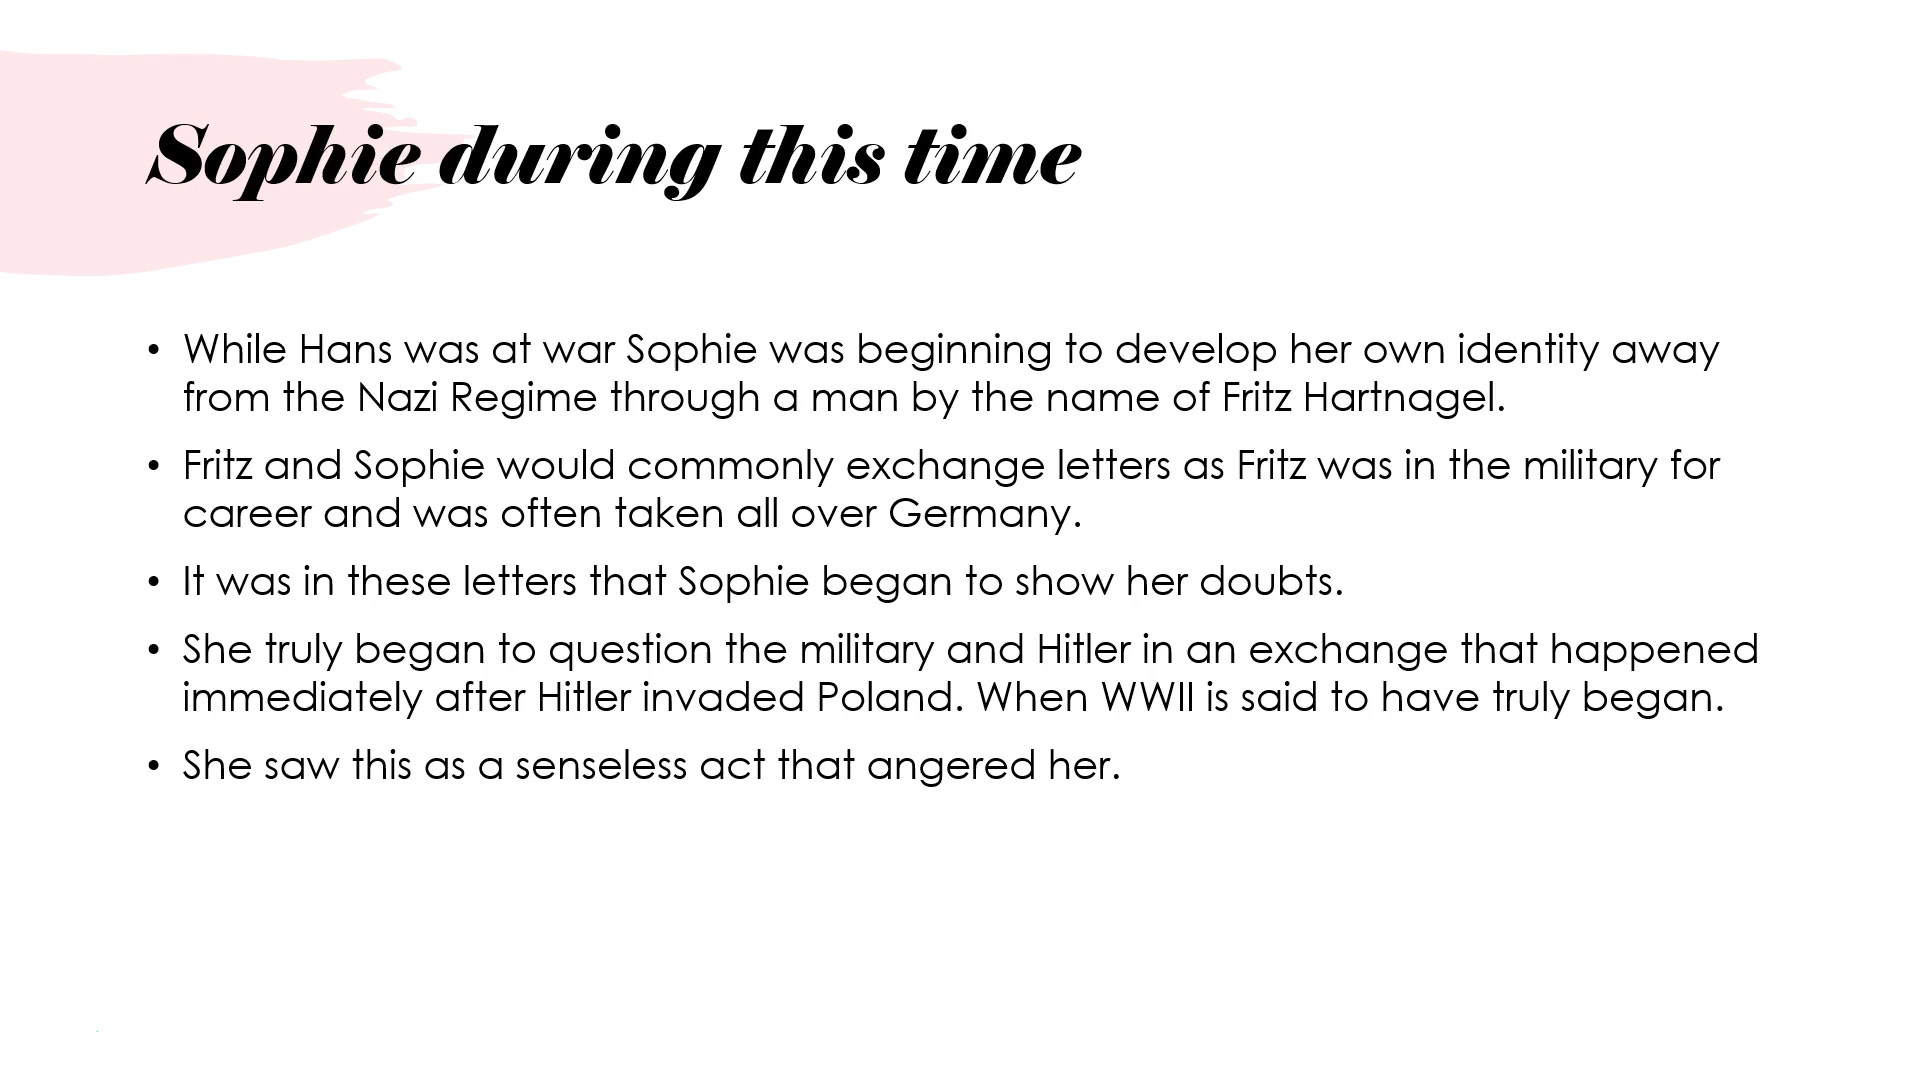 Sophie during this time
• While Hans was at war Sophie was beginning to develop her own identity away
from the Nazi Regime through a man by the name of Fritz Hartnagel.
• Fritz and Sophie would commonly exchange letters as Fritz was in the military for
career and was often taken all over Germany.
• It was in these letters that Sophie began to show her doubts.
• She truly began to question the military and Hitler in an exchange that happened
immediately after Hitler invaded Poland. When WWII is said to have truly began.
• She saw this as a senseless act that angered her.